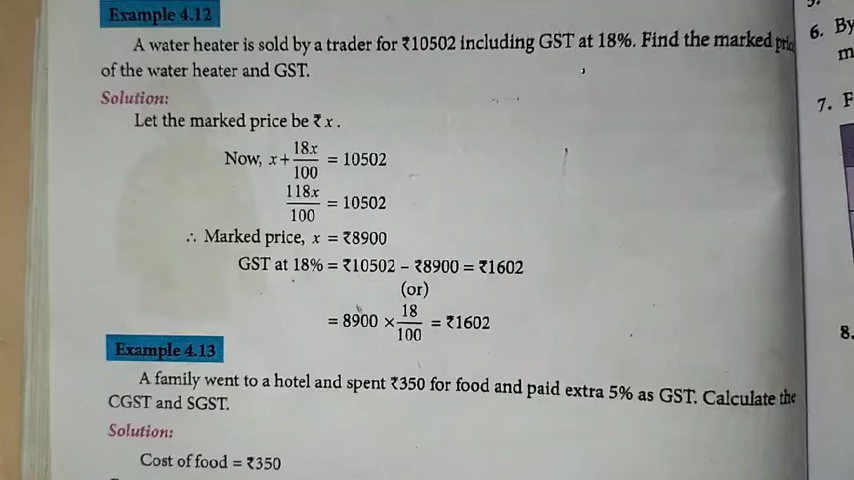 Example 4.12
A water heater is sold by a trader for ₹10502 including GST at 18%. Find the marked
of the water heater and GST.
Solution:
Let the marked price be ₹ x.
Now, x + 18x/100 = 10502
118x/100 = 10502
∴ Marked price, x = ₹8900
GST at 18% = ₹10502 – ₹8900 = ₹1602
(or)
= 8900 × 18/100 = ₹1602
Example 4.13
A family went to a hotel and spent ₹350 for food and paid extra 5% as GST. Calculate the
CGST and SGST.
Solution:
Cost of food = ₹350
6. By
7. F
8.